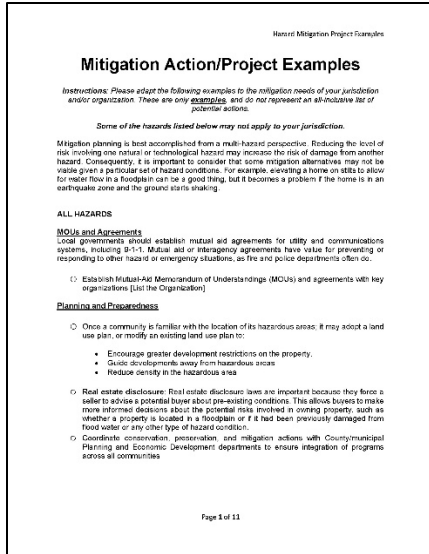 Hazard Mitigation Project Examples
Mitigation Action/Project Examples
Instructions: Please adapt the following examples to the mitigation needs of your jurisdiction
and/or organization. These are only examples, and do not represent an all-inclusive list of
potential actions.
Some of the hazards listed below may not apply to your jurisdiction.
Mitigation planning is best accomplished from a multi-hazard perspective. Reducing the level of
risk involving one natural or technological hazard may increase the risk of damage from another
hazard. Consequently, it is important to consider that some mitigation alternatives may not be
viable given a particular set of hazard conditions. For example, elevating a home on stilts to allow
for water flow in a floodplain can be a good thing, but it becomes a problem if the home is in an
earthquake zone and the ground starts shaking.
ALL HAZARDS
MOUs and Agreements
Local governments should establish mutual aid agreements for utility and communications
systems, including 9-1-1. Mutual aid or interagency agreements have value for preventing or
responding to other hazard or emergency situations, as fire and police departments often do.
Establish Mutual-Aid Memorandum of Understandings (MOUs) and agreements with key
organizations [List the Organization]
Planning and Preparedness
Once a community is familiar with the location of its hazardous areas, it may adopt a land
use plan, or modify an existing land use plan to:
• Encourage greater development restrictions on the property.
• Guide developments away from hazardous areas
• Reduce density in the hazardous area
Real estate disclosure: Real estate disclosure laws are important because they force a
seller to advise a potential buyer about pre-existing conditions. This allows buyers to make
more informed decisions about the potential risks involved in owning property, such as
whether a property is located in a floodplain or if it had been previously damaged from
flood water or any other type of hazard condition.
Coordinate conservation, preservation, and mitigation actions with County/municipal
Planning and Economic Development departments to ensure integration of programs
across all communities
Page 1 of 11